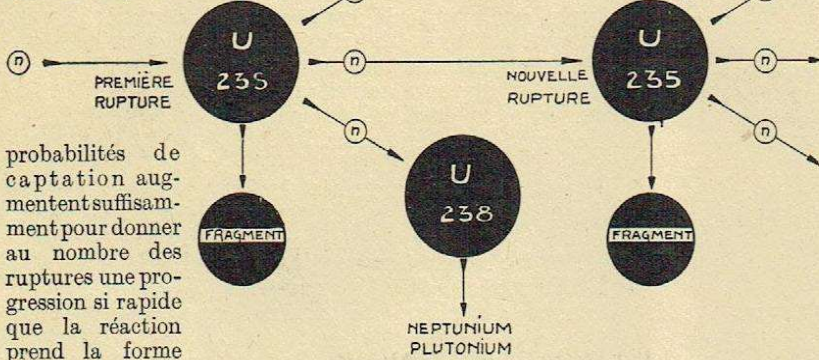 n
PREMIÈRE
RUPTURE
U
235
n
n
n
NOUVELLE
RUPTURE
U
235
n
n
n
probabilités de
captation aug-
mentent suffisam-
ment pour donner
au nombre des
ruptures une pro-
gression si rapide
que la réaction
prend la forme
FRAGMENT
U
238
NEPTUNIUM
PLUTONIUM
FRAGMENT